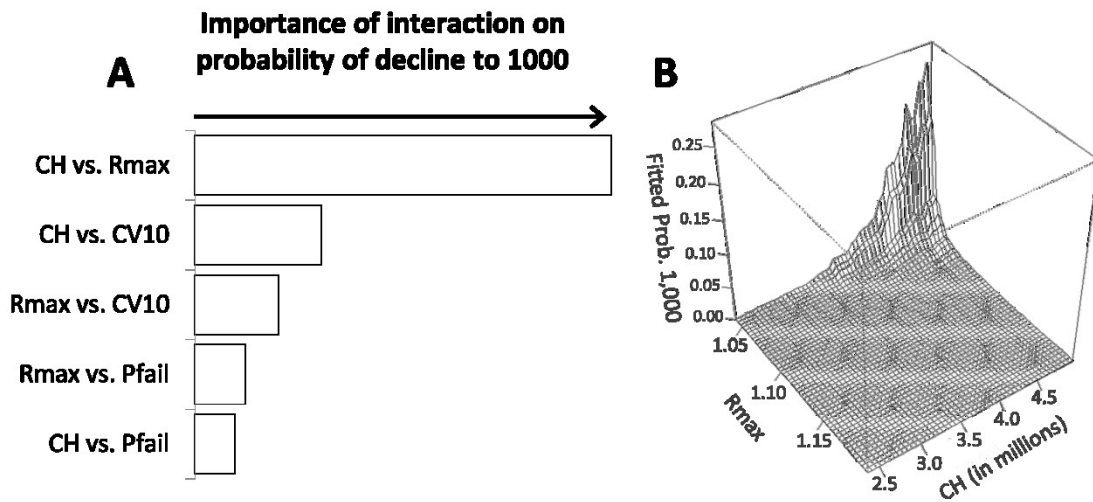 Importance of interaction on
probability of decline to 1000
A
CH vs. Rmax
CH vs. CV10
Rmax vs. CV10
Rmax vs. Pfail
CH vs. Pfail
B
Fitted Prob. 1,000
0.25
0.20
0.15
0.10
0.05
0.00
Rmax
1.05
1.10
1.15
CH (in millions)
2.5
3.0
3.5
4.0
4.5